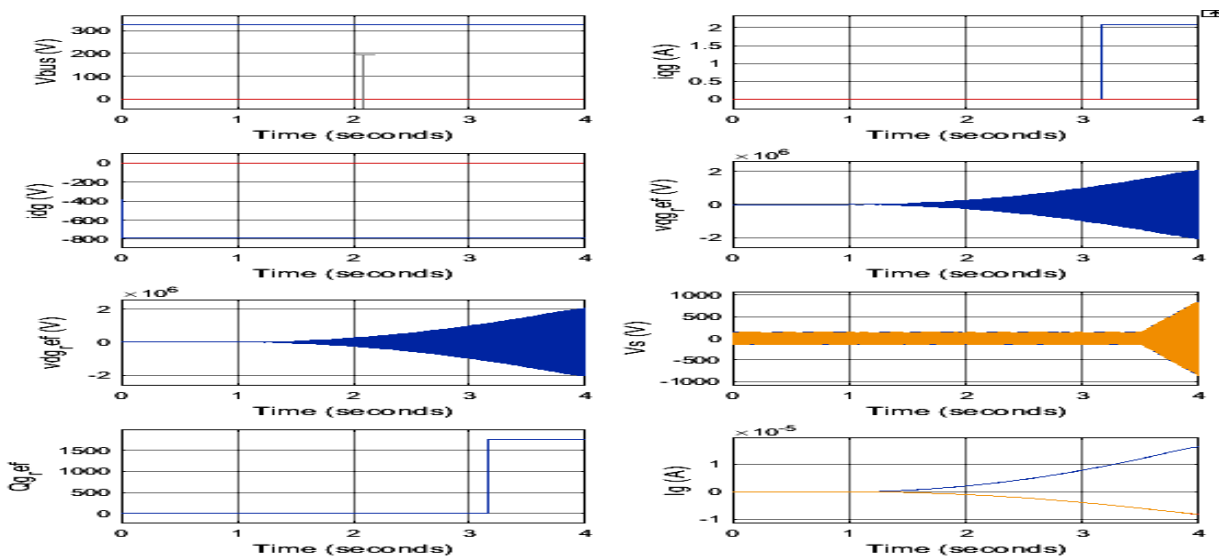 Vbus (V)
300
200
100
0
0 1 2 3 4
Time (seconds)
iqg (A)
2
1.5
1
0.5
0
0 1 2 3 4
Time (seconds)
idg (V)
0
-200
-400
-600
-800
0 1 2 3 4
Time (seconds)
× 10^6
vqg_ref (V)
2
0
-2
0 1 2 3 4
Time (seconds)
× 10^6
vdg_ref (V)
2
0
-2
0 1 2 3 4
Time (seconds)
Vs (V)
1000
500
0
-500
-1000
0 1 2 3 4
Time (seconds)
Qg_ref
1500
1000
500
0
0 1 2 3 4
Time (seconds)
× 10^-5
Ig (A)
1
0
-1
0 1 2 3 4
Time (seconds)